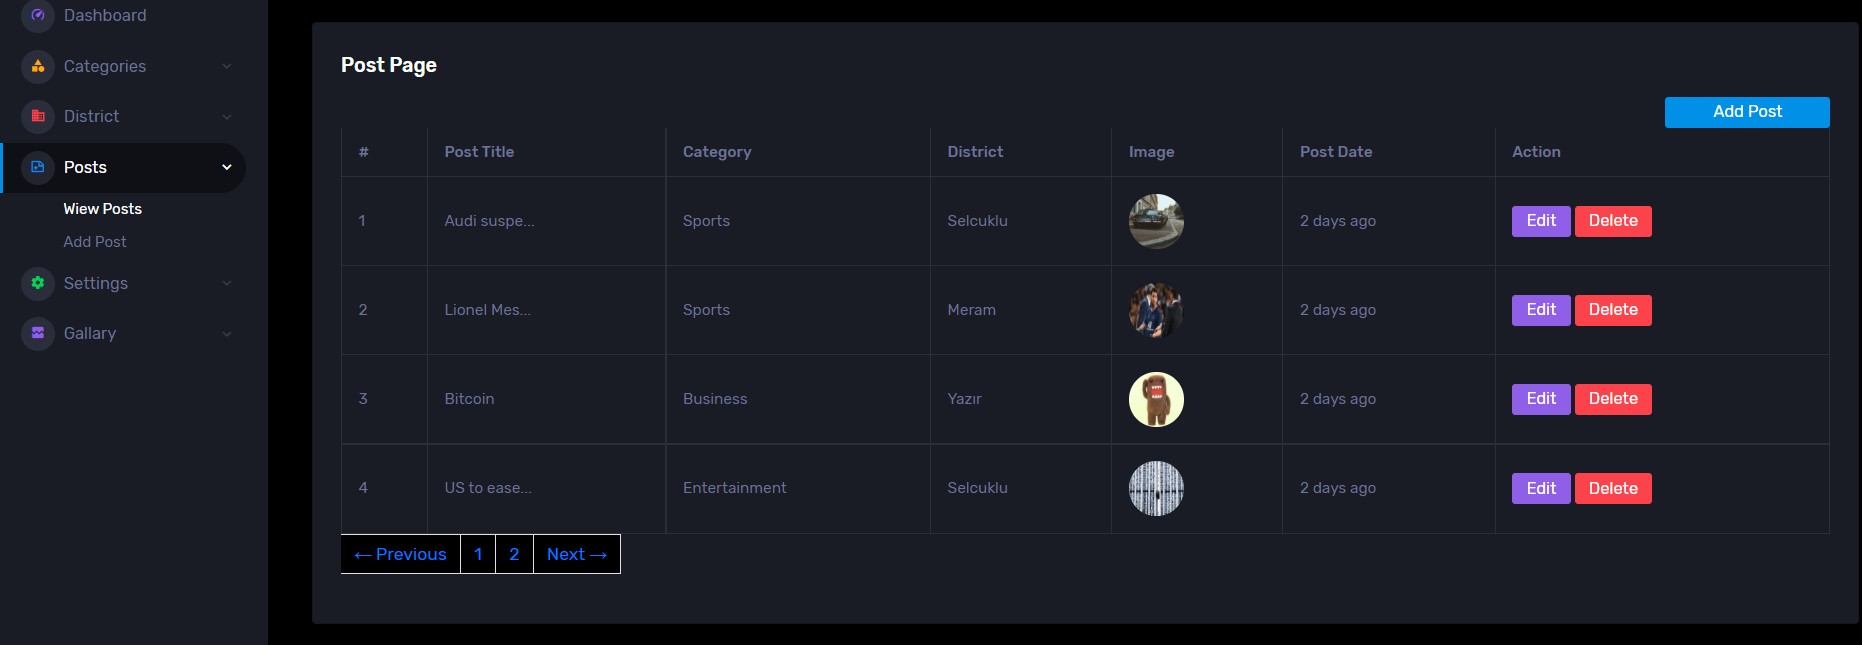 Dashboard
Categories
District
Posts
Wiew Posts
Add Post
Settings
Gallary
Post Page
Add Post
# Post Title Category District Image Post Date Action
1 Audi suspe... Sports Selcuklu 2 days ago Edit Delete
2 Lionel Mes... Sports Meram 2 days ago Edit Delete
3 Bitcoin Business Yazır 2 days ago Edit Delete
4 US to ease... Entertainment Selcuklu 2 days ago Edit Delete
← Previous 1 2 Next →